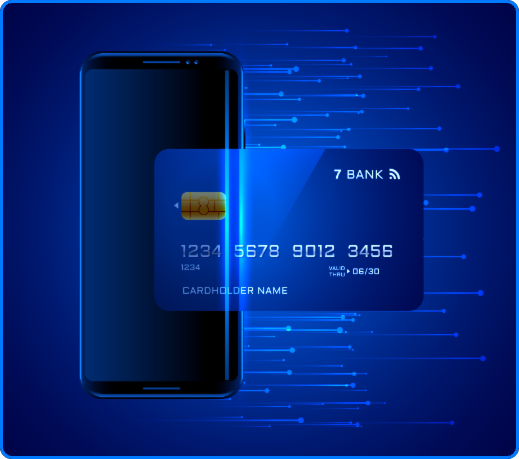 7 BANK
1234 5678 9012 3456
1234
VALID
THRU 06/30
CARDHOLDER NAME